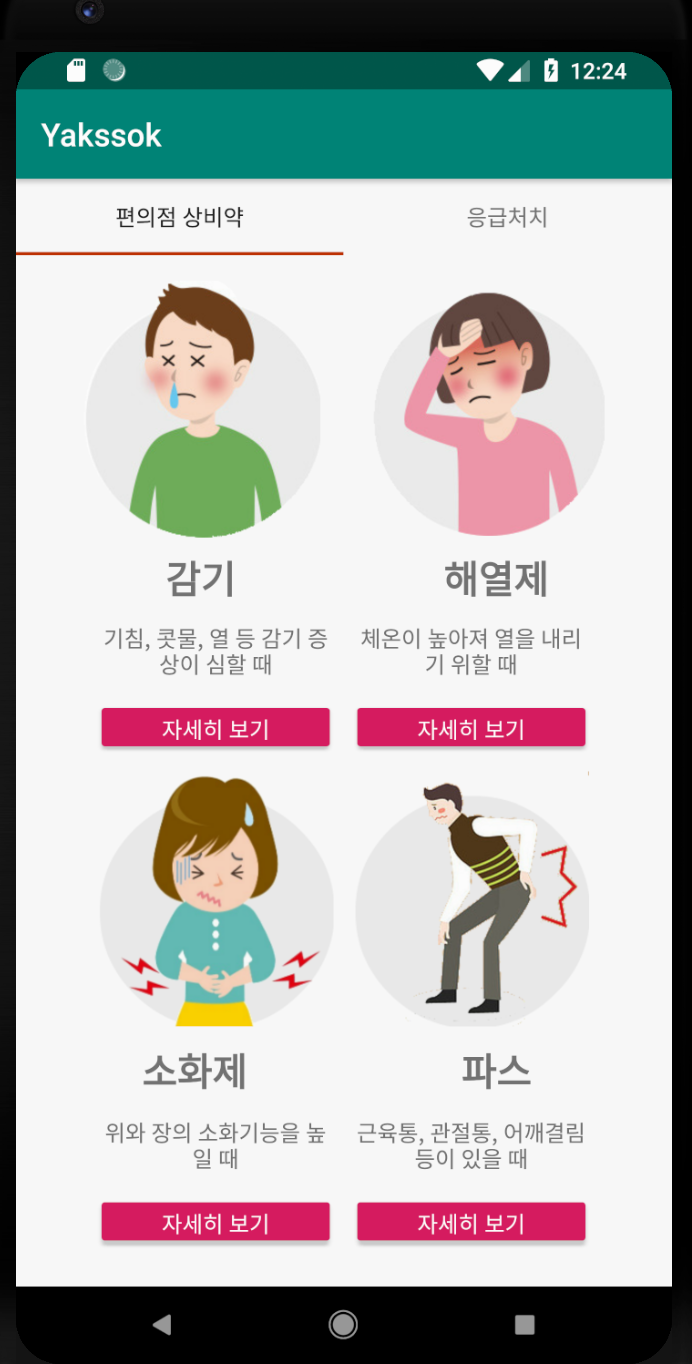 12:24
Yakssok
편의점 상비약
응급처치
감기
해열제
기침, 콧물, 열 등 감기 증
상이 심할 때
체온이 높아져 열을 내리
기 위할 때
자세히 보기
자세히 보기
소화제
파스
위와 장의 소화기능을 높
일 때
근육통, 관절통, 어깨결림
등이 있을 때
자세히 보기
자세히 보기